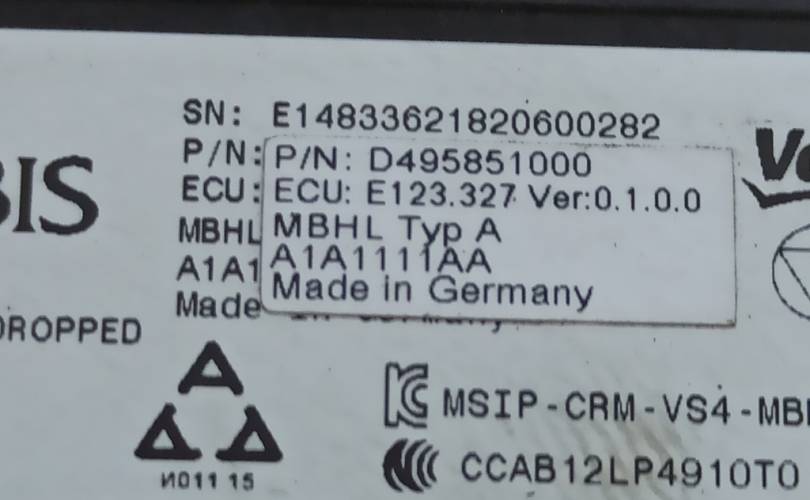 SN: E14833621820600282
P/N: P/N: D495851000
ECU: ECU: E123.327 Ver:0.1.0.0
MBHL MBHL Typ A
A1A1 A1A1111AA
Made Made in Germany
BIS
DROPPED
MSIP-CRM-VS4-MBH
CCAB12LP4910T0
И011 15